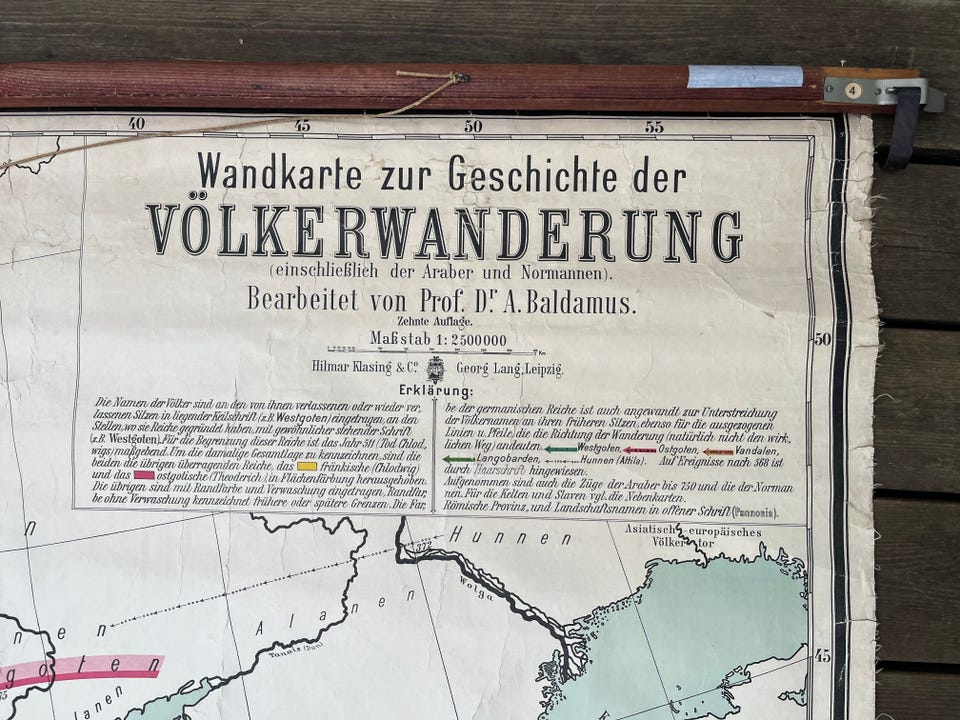 4
40 45 50 55
Wandkarte zur Geschichte der
VÖLKERWANDERUNG
(einschließlich der Araber und Normannen).
Bearbeitet von Prof. Dr. A. Baldamus.
Zehnte Auflage.
Maßstab 1:2500000
Hilmar Klasing & Co. Georg Lang, Leipzig.
Erklärung:
Die Namen der Völker sind an den von ihnen verlassenen oder wieder ver,
lassenen Sitzen in liegender Keilschrift (z.B. Westgoten) eingetragen; an den
Stellen, wo sie Reiche gegründet haben, mit gewöhnlicher stehender Schrift
(z.B. Westgoten). Für die Begrenzung dieser Reiche ist das Jahr 511 (Tod Chlod,
wigs) maßgebend. Um die damalige Gesamtlage zu kennzeichnen, sind die
beiden die übrigen überragenden Reiche, das fränkische (Chlodwig)
und das ostgotische (Theoderich), in Flächenfärbung herausgehoben.
Die übrigen sind mit Randfarbe und Verwaschung eingetragen, Randfar,
be ohne Verwaschung kennzeichnet frühere oder spätere Grenzen. Die Far,
be der germanischen Reiche ist auch angewandt zur Unterstreichung
der Völkernamen an ihren früheren Sitzen, ebenso für die ausgezogenen
Linien u. Pfeile, die die Richtung der Wanderung (natürlich nicht den wirk,
lichen Weg) andeuten. Westgoten, Ostgoten, Vandalen,
Langobarden, Hunnen (Attila). Auf Ereignisse nach 568 ist
durch Haarschrift hingewiesen.
Aufgenommen sind auch die Züge der Araber bis 750 und die der Norman
nen. Für die Kelten und Slaven vgl. die Nebenkarten.
Römische Provinz, und Landschaftsnamen in offener Schrift (Pannonia).
50
Asiatisch-europäisches
Völkertor
Hunnen
372
n
Wolga
Alanen
nen
Tanais (Don)
goten
lanen
45